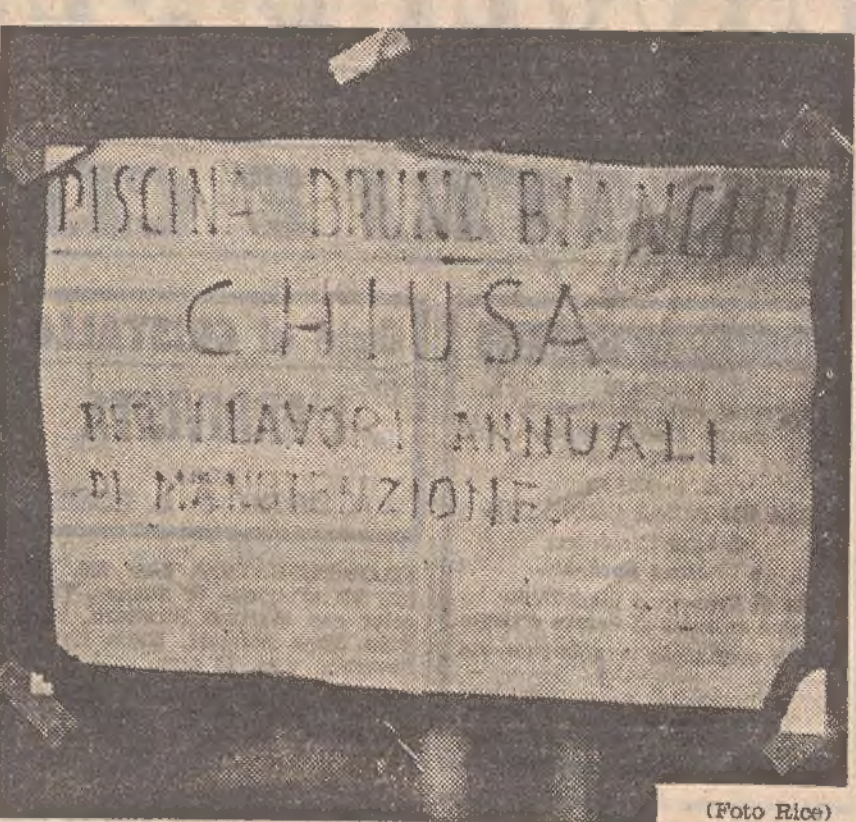 PISCINA BRUNO BIANCHI
CHIUSA
PER I LAVORI ANNUALI
DI MANUTENZIONE.
(Foto Rice)